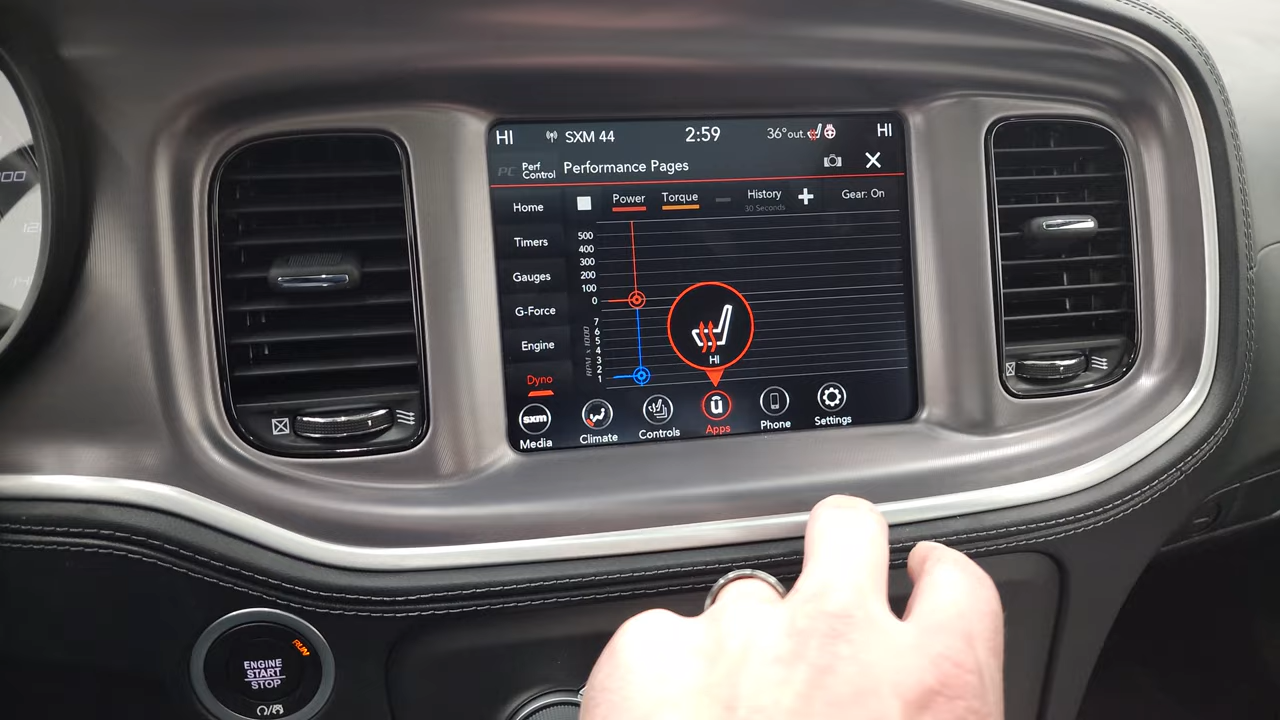 HI SXM 44 2:59 36°out. HI
PC Perf Control Performance Pages X
Home Power Torque History 30 Seconds Gear: On
Timers
Gauges
G-Force
Engine
Dyno
500
400
300
200
100
0
RPM x 1000
7
6
5
4
3
2
1
HI
sxm
Media Climate Controls Apps Phone Settings
000
RUN
ENGINE
START
STOP